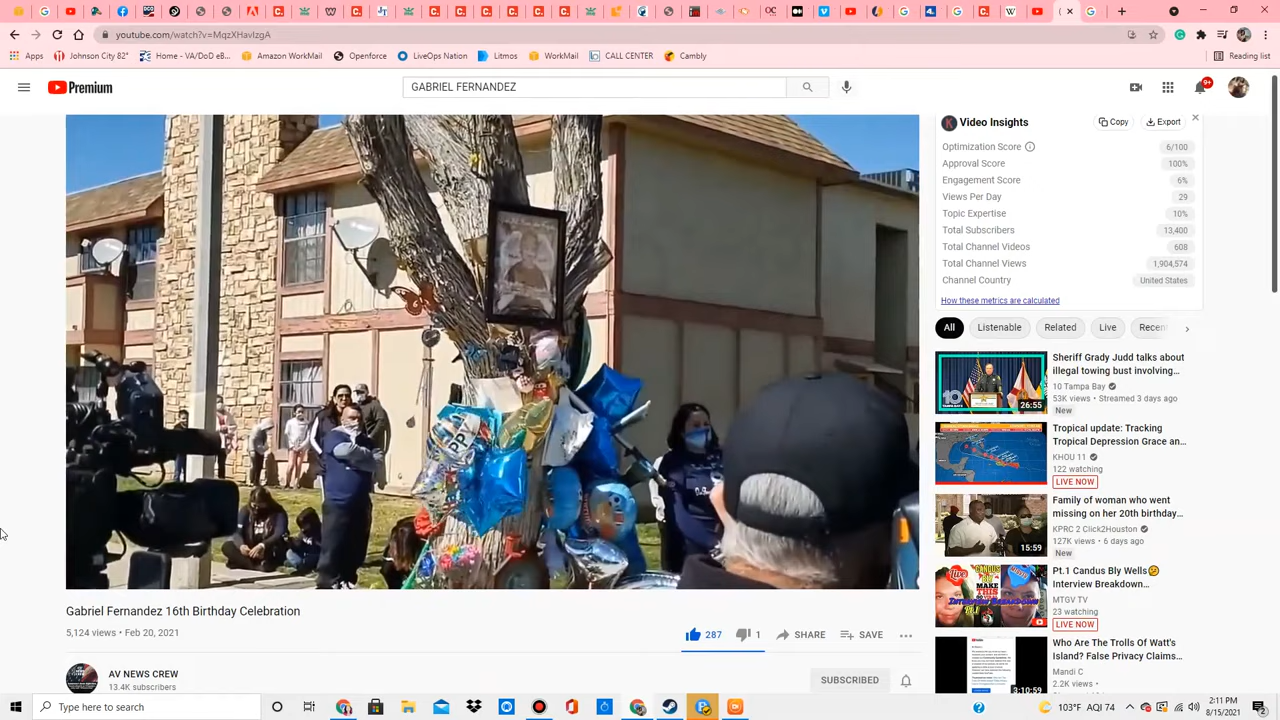 youtube.com/watch?v=MqzXHavIzgA
Apps
Johnson City 82°
Home - VA/DoD eB...
Amazon WorkMail
Openforce
LiveOps Nation
Litmos
WorkMail
CALL CENTER
Cambly
Reading list
Premium
GABRIEL FERNANDEZ
9+
Video Insights
Copy
Export
Optimization Score
6/100
Approval Score
100%
Engagement Score
6%
Views Per Day
29
Topic Expertise
10%
Total Subscribers
13,400
Total Channel Videos
608
Total Channel Views
1,904,574
Channel Country
United States
How these metrics are calculated
All
Listenable
Related
Live
Recen
Sheriff Grady Judd talks about
illegal towing bust involving...
10 Tampa Bay
53K views • Streamed 3 days ago
New
26:55
Tropical update: Tracking
Tropical Depression Grace an...
KHOU 11
122 watching
LIVE NOW
Family of woman who went
missing on her 20th birthday...
KPRC 2 Click2Houston
127K views • 6 days ago
New
15:59
Pt.1 Candus Bly Wells
Interview Breakdown...
MTGV TV
23 watching
LIVE NOW
Who Are The Trolls Of Watt's
Island? False Privacy Claims...
Mandi C
2.2K views •
3:10:59
Gabriel Fernandez 16th Birthday Celebration
5,124 views • Feb 20, 2021
287
1
SHARE
SAVE
NEWS CREW
13.4K subscribers
SUBSCRIBED
Type here to search
103°F AQI 74
2:11 PM
8/15/2021